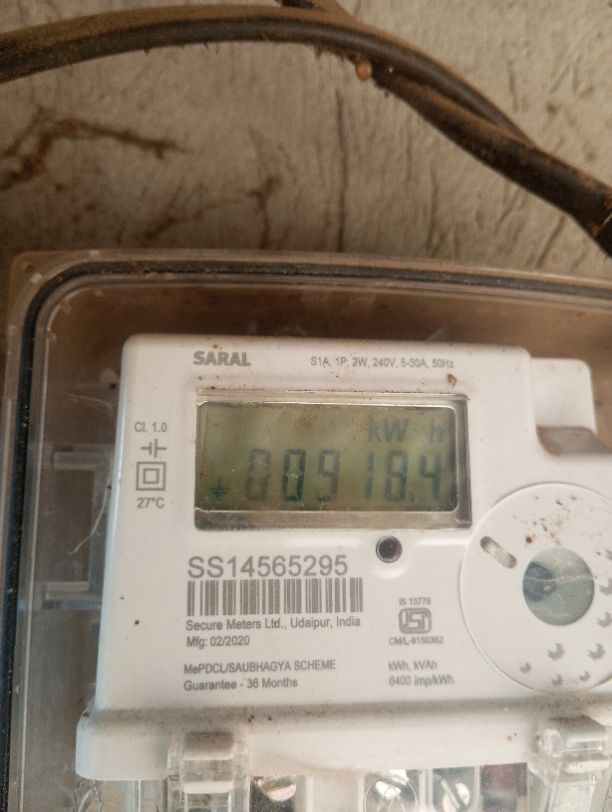 SARAL
S1A, 1P, 2W, 240V, 5-30A, 50Hz
Cl. 1.0
27°C
kW h
00918.4
SS14565295
Secure Meters Ltd., Udaipur, India
Mfg: 02/2020
IS 13779
ISI
CM/L-8150362
MePDCL/SAUBHAGYA SCHEME
Guarantee - 36 Months
kWh, kVAh
6400 imp/kWh